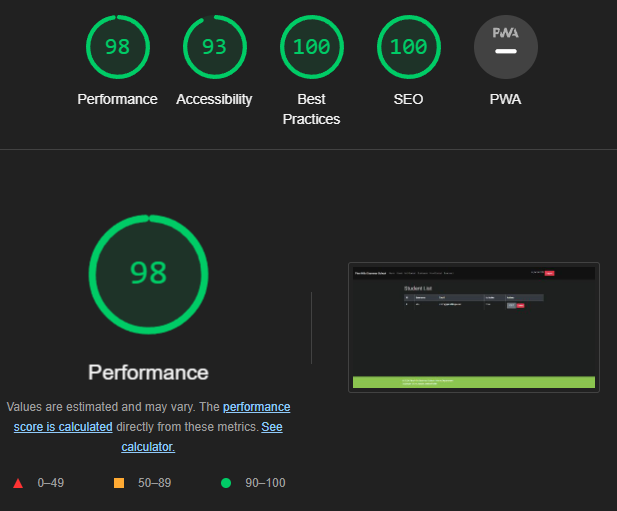 98
93
100
100
PWA
Performance
Accessibility
Best
Practices
SEO
PWA
98
Performance
Values are estimated and may vary. The performance
score is calculated directly from these metrics. See
calculator.
0–49
50–89
90–100
Student List